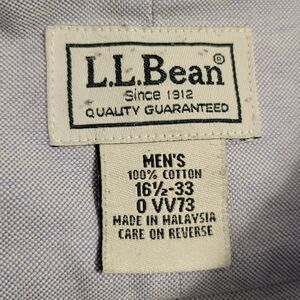 L.L.Bean®
Since 1912
QUALITY GUARANTEED
MEN'S
100% COTTON
16½-33
0 VV73
MADE IN MALAYSIA
CARE ON REVERSE